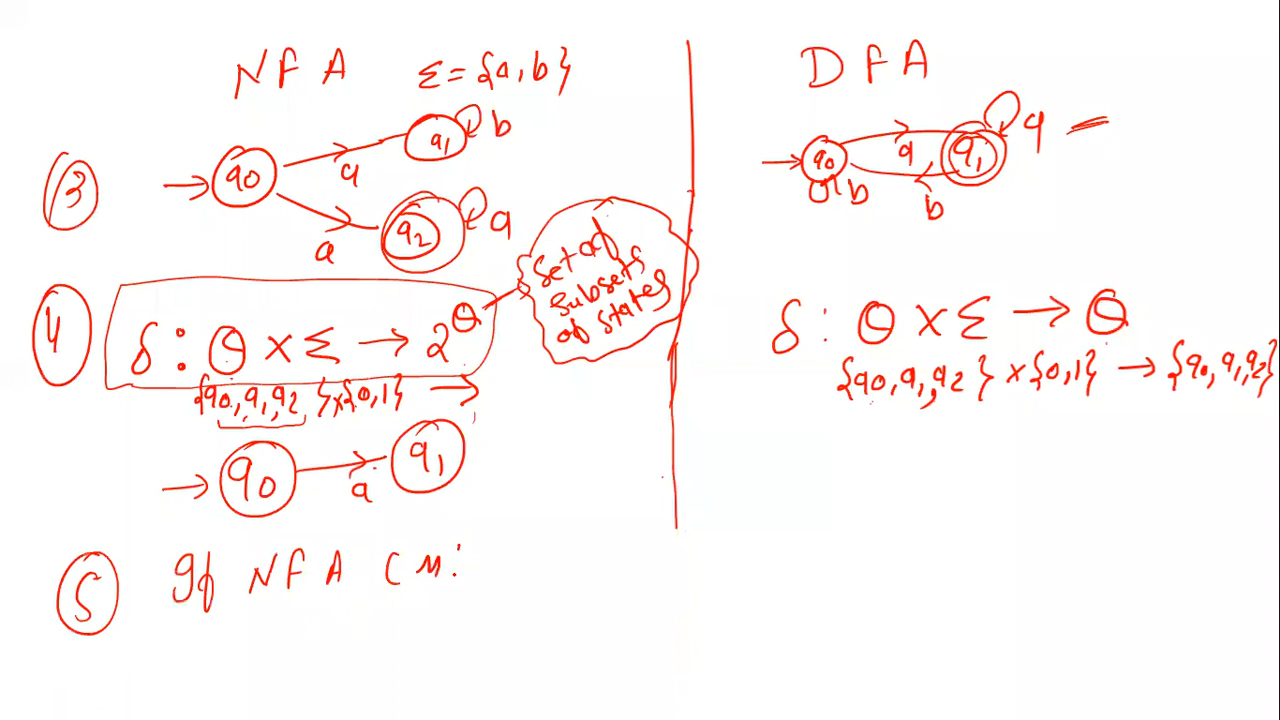 NFA Σ = {a, b}
③
q0 a q1 b
a q2 a
④
δ : Q × Σ → 2^Q
Set of
subsets
of states
{q0, q1, q2} × {0, 1} →
q0 a q1
⑤ If NFA (M:
DFA
q0 a q1 a
b b
δ : Q × Σ → Q
{q0, q1, q2} × {0, 1} → {q0, q1, q2}